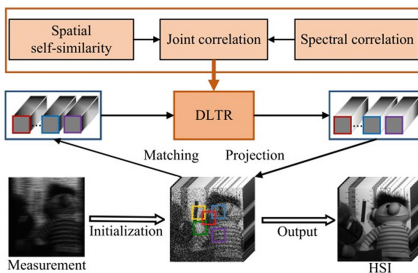 Spatial
self-similarity
Joint correlation
Spectral correlation
DLTR
Matching
Projection
Initialization
Output
Measurement
HSI